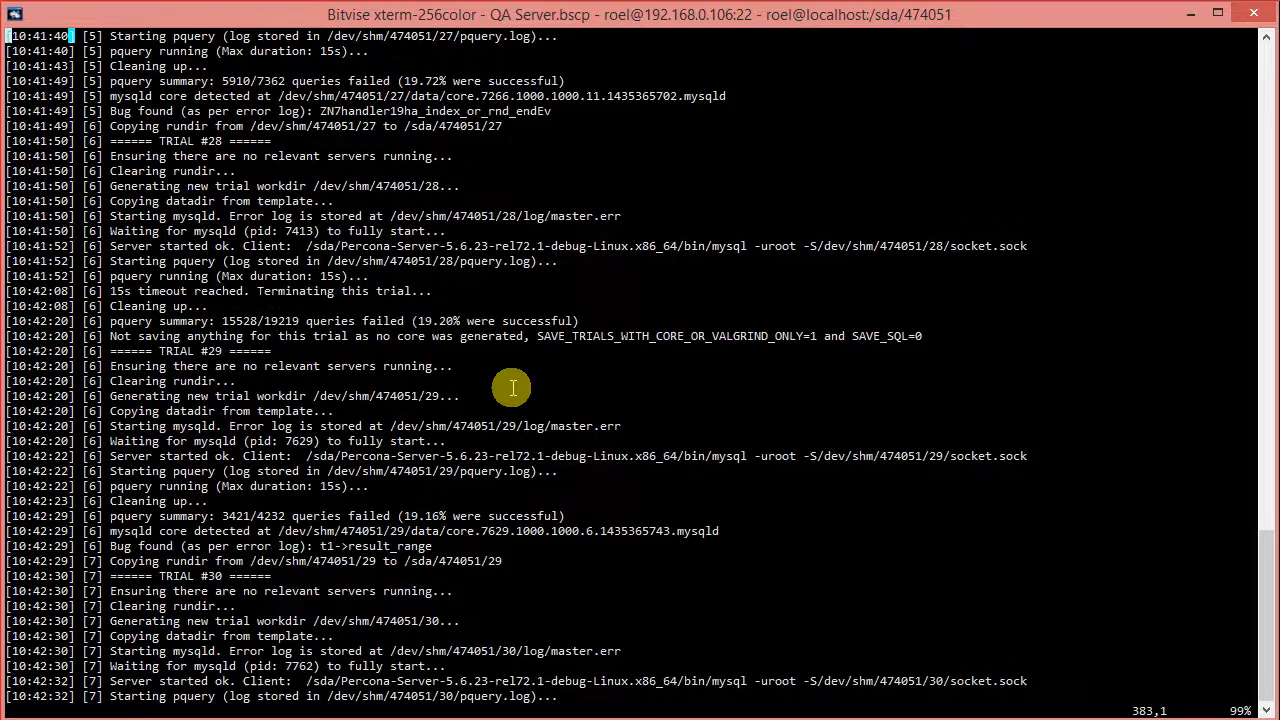 Bitvise xterm-256color - QA Server.bscp - roel@192.168.0.106:22 - roel@localhost:/sda/474051
[10:41:40] [5] Starting pquery (log stored in /dev/shm/474051/27/pquery.log)...
[10:41:40] [5] pquery running (Max duration: 15s)...
[10:41:43] [5] Cleaning up...
[10:41:49] [5] pquery summary: 5910/7362 queries failed (19.72% were successful)
[10:41:49] [5] mysqld core detected at /dev/shm/474051/27/data/core.7266.1000.1000.11.1435365702.mysqld
[10:41:49] [5] Bug found (as per error log): ZN7handler19ha_index_or_rnd_endEv
[10:41:49] [6] Copying rundir from /dev/shm/474051/27 to /sda/474051/27
[10:41:50] [6] ====== TRIAL #28 ======
[10:41:50] [6] Ensuring there are no relevant servers running...
[10:41:50] [6] Clearing rundir...
[10:41:50] [6] Generating new trial workdir /dev/shm/474051/28...
[10:41:50] [6] Copying datadir from template...
[10:41:50] [6] Starting mysqld. Error log is stored at /dev/shm/474051/28/log/master.err
[10:41:50] [6] Waiting for mysqld (pid: 7413) to fully start...
[10:41:52] [6] Server started ok. Client:  /sda/Percona-Server-5.6.23-rel72.1-debug-Linux.x86_64/bin/mysql -uroot -S/dev/shm/474051/28/socket.sock
[10:41:52] [6] Starting pquery (log stored in /dev/shm/474051/28/pquery.log)...
[10:41:52] [6] pquery running (Max duration: 15s)...
[10:42:08] [6] 15s timeout reached. Terminating this trial...
[10:42:08] [6] Cleaning up...
[10:42:20] [6] pquery summary: 15528/19219 queries failed (19.20% were successful)
[10:42:20] [6] Not saving anything for this trial as no core was generated, SAVE_TRIALS_WITH_CORE_OR_VALGRIND_ONLY=1 and SAVE_SQL=0
[10:42:20] [6] ====== TRIAL #29 ======
[10:42:20] [6] Ensuring there are no relevant servers running...
[10:42:20] [6] Clearing rundir...
[10:42:20] [6] Generating new trial workdir /dev/shm/474051/29...
[10:42:20] [6] Copying datadir from template...
[10:42:20] [6] Starting mysqld. Error log is stored at /dev/shm/474051/29/log/master.err
[10:42:20] [6] Waiting for mysqld (pid: 7629) to fully start...
[10:42:22] [6] Server started ok. Client:  /sda/Percona-Server-5.6.23-rel72.1-debug-Linux.x86_64/bin/mysql -uroot -S/dev/shm/474051/29/socket.sock
[10:42:22] [6] Starting pquery (log stored in /dev/shm/474051/29/pquery.log)...
[10:42:22] [6] pquery running (Max duration: 15s)...
[10:42:23] [6] Cleaning up...
[10:42:29] [6] pquery summary: 3421/4232 queries failed (19.16% were successful)
[10:42:29] [6] mysqld core detected at /dev/shm/474051/29/data/core.7629.1000.1000.6.1435365743.mysqld
[10:42:29] [6] Bug found (as per error log): t1->result_range
[10:42:29] [7] Copying rundir from /dev/shm/474051/29 to /sda/474051/29
[10:42:30] [7] ====== TRIAL #30 ======
[10:42:30] [7] Ensuring there are no relevant servers running...
[10:42:30] [7] Clearing rundir...
[10:42:30] [7] Generating new trial workdir /dev/shm/474051/30...
[10:42:30] [7] Copying datadir from template...
[10:42:30] [7] Starting mysqld. Error log is stored at /dev/shm/474051/30/log/master.err
[10:42:30] [7] Waiting for mysqld (pid: 7762) to fully start...
[10:42:32] [7] Server started ok. Client:  /sda/Percona-Server-5.6.23-rel72.1-debug-Linux.x86_64/bin/mysql -uroot -S/dev/shm/474051/30/socket.sock
[10:42:32] [7] Starting pquery (log stored in /dev/shm/474051/30/pquery.log)...
383,1 99%